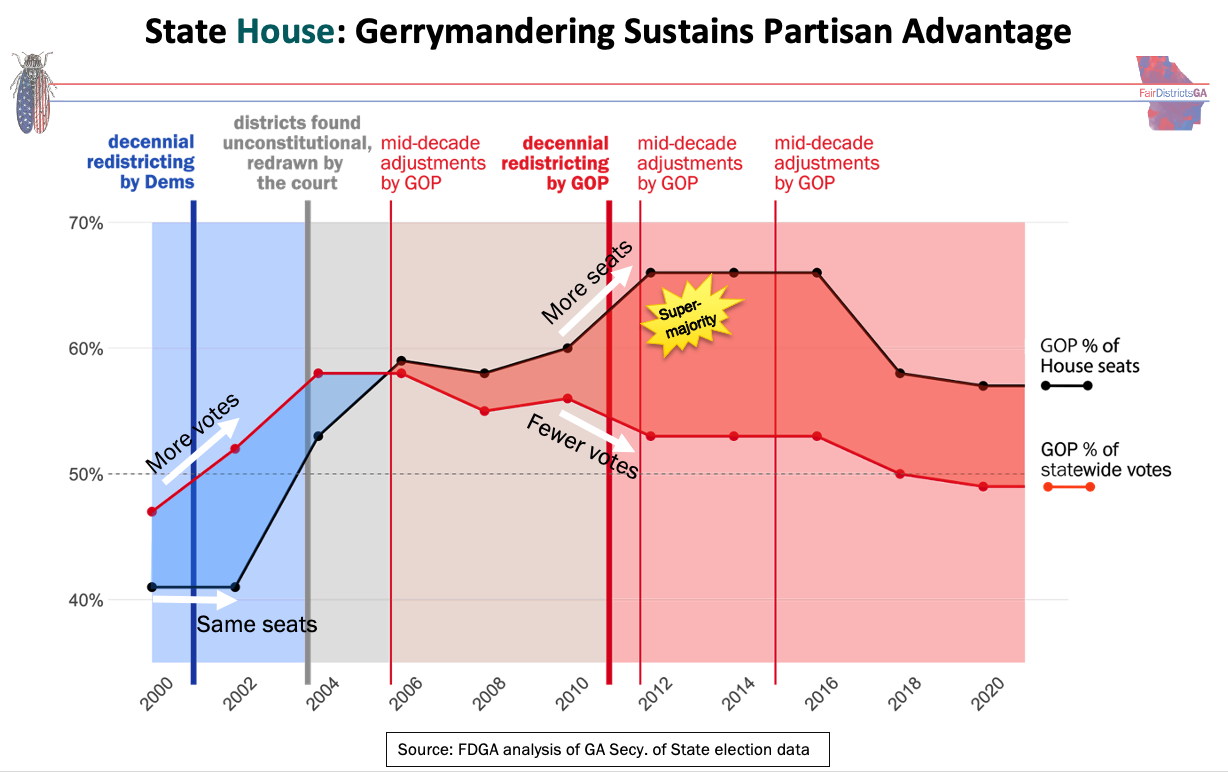 State House: Gerrymandering Sustains Partisan Advantage
FairDistrictsGA
decennial
redistricting
by Dems
districts found
unconstitutional,
redrawn by
the court
mid-decade
adjustments
by GOP
decennial
redistricting
by GOP
mid-decade
adjustments
by GOP
mid-decade
adjustments
by GOP
70%
60%
50%
40%
More votes
Same seats
More seats
Fewer votes
Super-
majority
GOP % of
House seats
GOP % of
statewide votes
2000
2002
2004
2006
2008
2010
2012
2014
2016
2018
2020
Source: FDGA analysis of GA Secy. of State election data